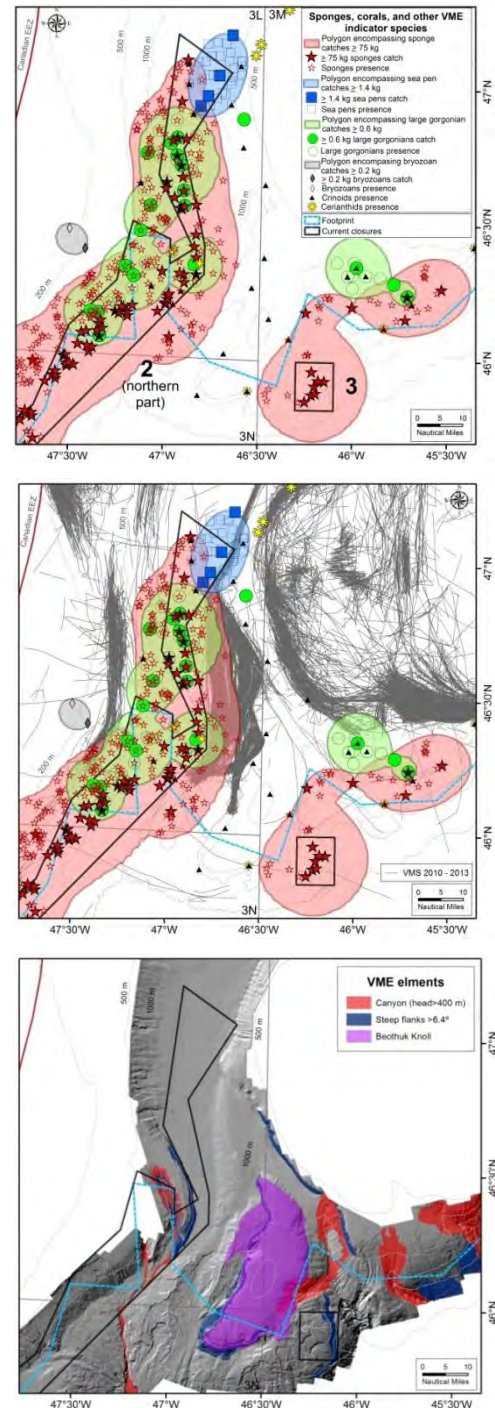 Canadian EEZ
500 m
1000 m
3L
3M
500 m
1000 m
200 m
2
(northern
part)
3
3N
Sponges, corals, and other VME
indicator species
Polygon encompassing sponge
catches ≥ 75 kg
≥ 75 kg sponges catch
Sponges presence
Polygon encompassing sea pen
catches ≥ 1.4 kg
≥ 1.4 kg sea pens catch
Sea pens presence
Polygon encompassing large gorgonian
catches ≥ 0.6 kg
≥ 0.6 kg large gorgonians catch
Large gorgonians presence
Polygon encompasing bryozoan
catches ≥ 0.2 kg
≥ 0.2 kg bryozoans catch
Bryozoans presence
Crinoids presence
Cerianthids presence
Footprint
Current closures
0 5 10
Nautical Miles
47°N
46°30'N
46°N
47°30'W
47°W
46°30'W
46°W
45°30'W
Canadian EEZ
500 m
200 m
3N
VMS 2010 - 2013
0 5 10
Nautical Miles
47°N
46°30'N
46°N
47°30'W
47°W
46°30'W
46°W
45°30'W
500 m
1000 m
500 m
1000 m
3N
VME elments
Canyon (head>400 m)
Steep flanks >6.4º
Beothuk Knoll
0 5 10
Nautical Miles
47°N
46°30'N
46°N
47°30'W
47°W
46°30'W
46°W
45°30'W